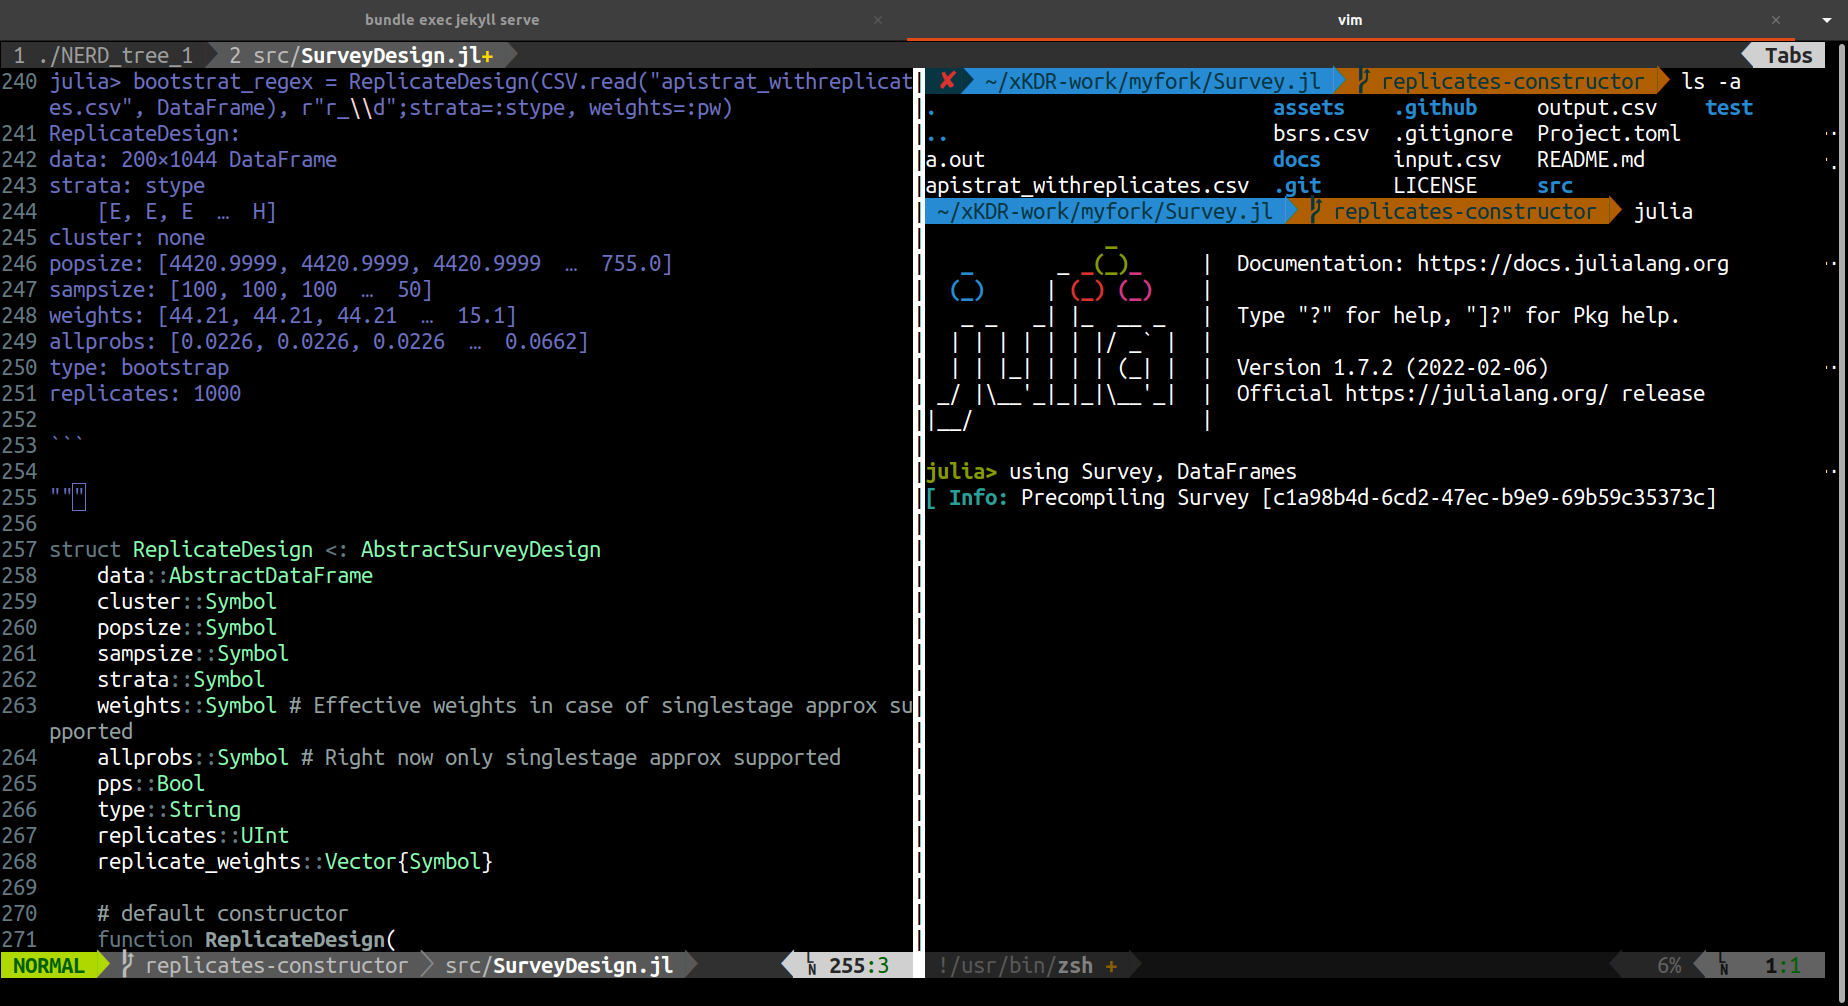 bundle exec jekyll serve × vim ×
1 ./NERD_tree_1 2 src/SurveyDesign.jl+ Tabs
240 julia> bootstrap_regex = ReplicateDesign(CSV.read("apistrat_withreplicat
es.csv", DataFrame), r"r_\\d";strata=:stype, weights=:pw)
241 ReplicateDesign:
242 data: 200×1044 DataFrame
243 strata: stype
244     [E, E, E  …  H]
245 cluster: none
246 popsize: [4420.9999, 4420.9999, 4420.9999  …  755.0]
247 sampsize: [100, 100, 100  …  50]
248 weights: [44.21, 44.21, 44.21  …  15.1]
249 allprobs: [0.0226, 0.0226, 0.0226  …  0.0662]
250 type: bootstrap
251 replicates: 1000
252
253 ```
254
255 """
256
257 struct ReplicateDesign <: AbstractSurveyDesign
258     data::AbstractDataFrame
259     cluster::Symbol
260     popsize::Symbol
261     sampsize::Symbol
262     strata::Symbol
263     weights::Symbol # Effective weights in case of singlestage approx su
pported
264     allprobs::Symbol # Right now only singlestage approx supported
265     pps::Bool
266     type::String
267     replicates::UInt
268     replicate_weights::Vector{Symbol}
269
270     # default constructor
271     function ReplicateDesign(
NORMAL replicates-constructor src/SurveyDesign.jl LN 255:3
✘ ~/xKDR-work/myfork/Survey.jl replicates-constructor ls -a
.                            assets    .github    output.csv    test
..                           bsrs.csv  .gitignore  Project.toml
a.out                        docs      input.csv   README.md
apistrat_withreplicates.csv  .git      LICENSE     src
~/xKDR-work/myfork/Survey.jl replicates-constructor julia
               _
   _       _ _(_)_     |  Documentation: https://docs.julialang.org
  (_)     | (_) (_)    |
   _ _   _| |_  __ _   |  Type "?" for help, "]?" for Pkg help.
  | | | | | | |/ _` |  |
  | | |_| | | | (_| |  |  Version 1.7.2 (2022-02-06)
 _/ |\__'_|_|_|\__'_|  |  Official https://julialang.org/ release
|__/                   |
julia> using Survey, DataFrames
[ Info: Precompiling Survey [c1a98b4d-6cd2-47ec-b9e9-69b59c35373c]
!/usr/bin/zsh + 6% LN 1:1